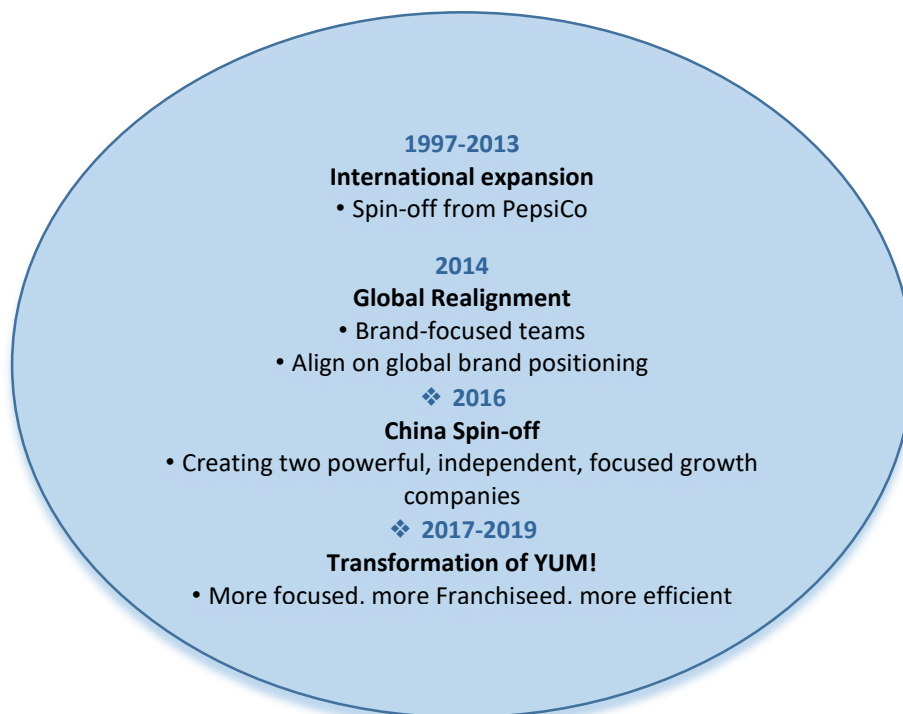 1997-2013
International expansion
• Spin-off from PepsiCo
2014
Global Realignment
• Brand-focused teams
• Align on global brand positioning
❖ 2016
China Spin-off
• Creating two powerful, independent, focused growth
companies
❖ 2017-2019
Transformation of YUM!
• More focused. more Franchiseed. more efficient